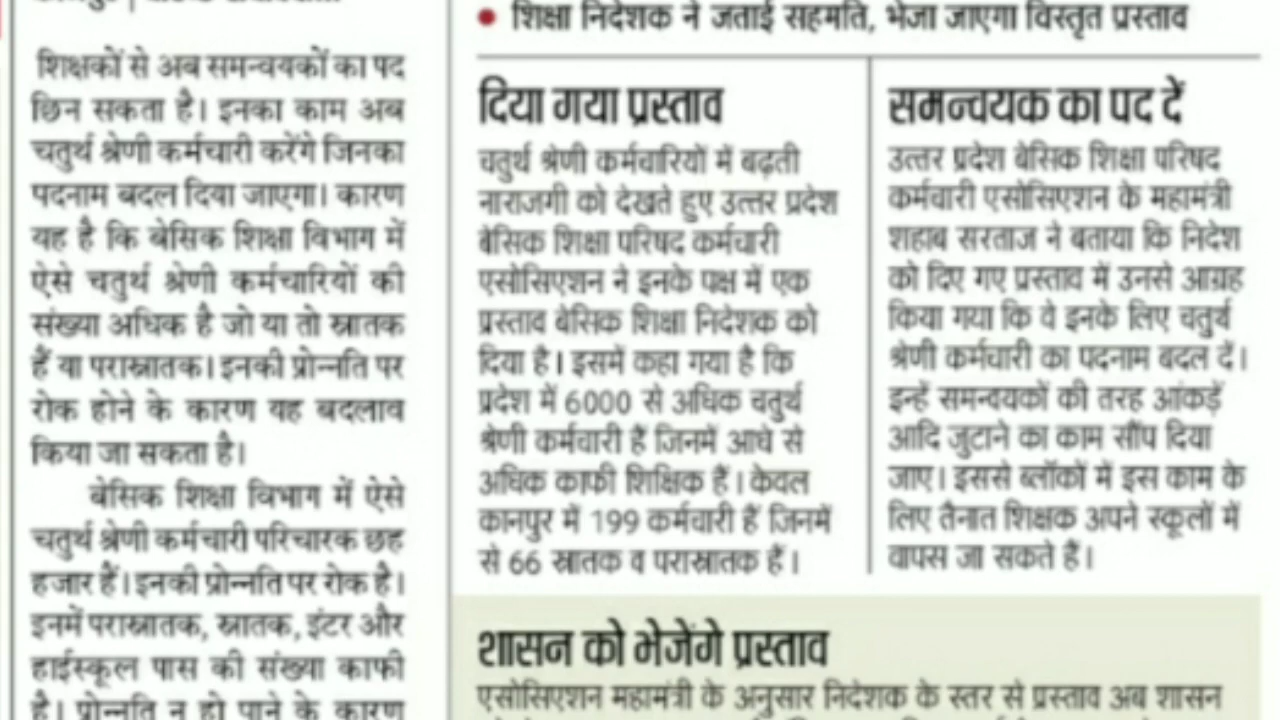 शिक्षकों से अब समन्वयकों का पद
छिन सकता है। इनका काम अब
चतुर्थ श्रेणी कर्मचारी करेंगे जिनका
पदनाम बदल दिया जाएगा। कारण
यह है कि बेसिक शिक्षा विभाग में
ऐसे चतुर्थ श्रेणी कर्मचारियों की
संख्या अधिक है जो या तो स्नातक
हैं या परास्नातक। इनकी प्रोन्नति पर
रोक होने के कारण यह बदलाव
किया जा सकता है।
बेसिक शिक्षा विभाग में ऐसे
चतुर्थ श्रेणी कर्मचारी परिचारक छह
हजार हैं। इनकी प्रोन्नति पर रोक है।
इनमें परास्नातक, स्नातक, इंटर और
हाईस्कूल पास की संख्या काफी
है। प्रोन्नति न हो पाने के कारण
• शिक्षा निदेशक ने जताई सहमति, भेजा जाएगा विस्तृत प्रस्ताव
दिया गया प्रस्ताव
चतुर्थ श्रेणी कर्मचारियों में बढ़ती
नाराजगी को देखते हुए उत्तर प्रदेश
बेसिक शिक्षा परिषद कर्मचारी
एसोसिएशन ने इनके पक्ष में एक
प्रस्ताव बेसिक शिक्षा निदेशक को
दिया है। इसमें कहा गया है कि
प्रदेश में 6000 से अधिक चतुर्थ
श्रेणी कर्मचारी हैं जिनमें आधे से
अधिक काफी शिक्षिक हैं। केवल
कानपुर में 199 कर्मचारी हैं जिनमें
से 66 स्नातक व परास्नातक हैं।
समन्वयक का पद दें
उत्तर प्रदेश बेसिक शिक्षा परिषद
कर्मचारी एसोसिएशन के महामंत्री
शहाब सरताज ने बताया कि निदेश
को दिए गए प्रस्ताव में उनसे आग्रह
किया गया कि वे इनके लिए चतुर्थ
श्रेणी कर्मचारी का पदनाम बदल दें।
इन्हें समन्वयकों की तरह आंकड़ें
आदि जुटाने का काम सौंप दिया
जाए। इससे ब्लॉकों में इस काम के
लिए तैनात शिक्षक अपने स्कूलों में
वापस जा सकते हैं।
शासन को भेजेंगे प्रस्ताव
एसोसिएशन महामंत्री के अनुसार निदेशक के स्तर से प्रस्ताव अब शासन